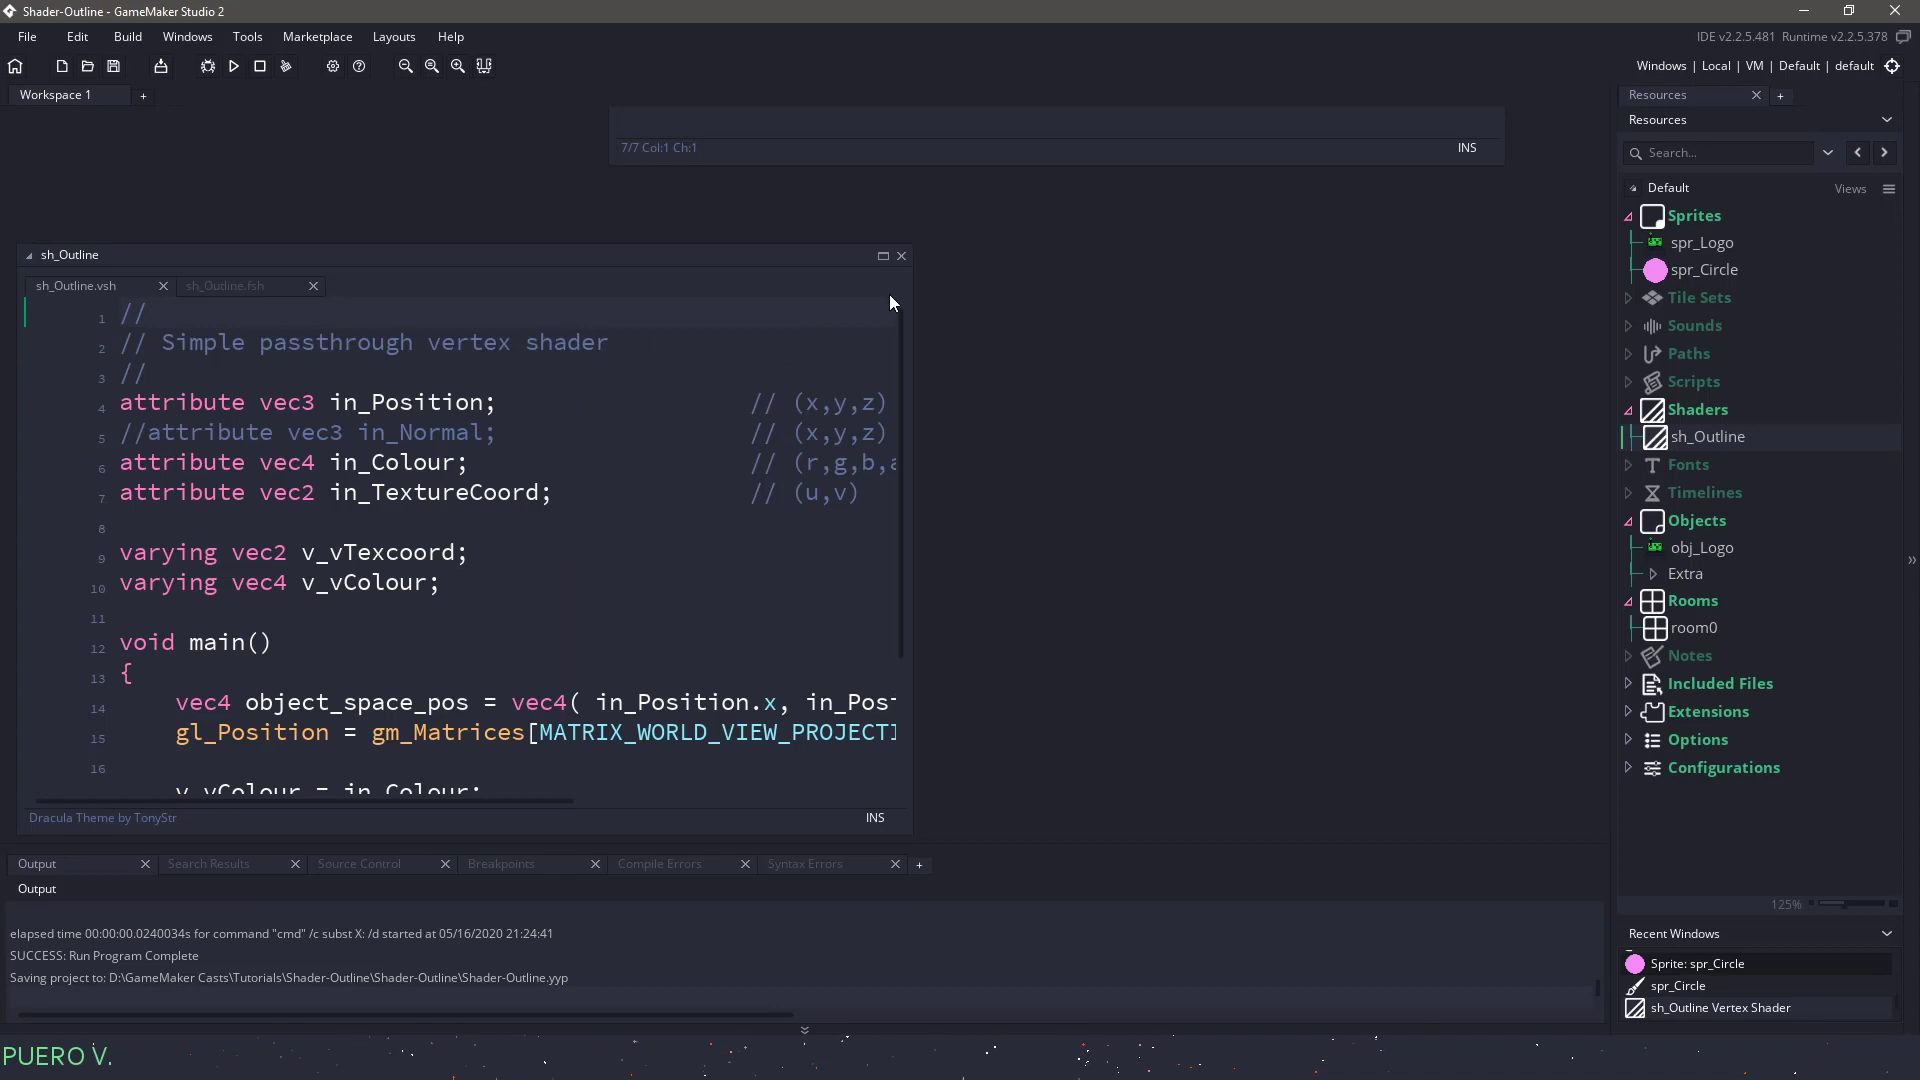 Shader-Outline - GameMaker Studio 2
File Edit Build Windows Tools Marketplace Layouts Help
IDE v2.2.5.481 Runtime v2.2.5.378
Windows | Local | VM | Default | default
Workspace 1
+
7/7 Col:1 Ch:1
INS
sh_Outline
sh_Outline.vsh
sh_Outline.fsh
1 //
2 // Simple passthrough vertex shader
3 //
4 attribute vec3 in_Position; // (x,y,z)
5 //attribute vec3 in_Normal; // (x,y,z)
6 attribute vec4 in_Colour; // (r,g,b,a
7 attribute vec2 in_TextureCoord; // (u,v)
8
9 varying vec2 v_vTexcoord;
10 varying vec4 v_vColour;
11
12 void main()
13 {
14 vec4 object_space_pos = vec4( in_Position.x, in_Pos
15 gl_Position = gm_Matrices[MATRIX_WORLD_VIEW_PROJECTI
16
v_vColour = in_Colour;
Dracula Theme by TonyStr
INS
Output Search Results Source Control Breakpoints Compile Errors Syntax Errors +
Output
elapsed time 00:00:00.0240034s for command "cmd" /c subst X: /d started at 05/16/2020 21:24:41
SUCCESS: Run Program Complete
Saving project to: D:\GameMaker Casts\Tutorials\Shader-Outline\Shader-Outline\Shader-Outline.yyp
PUERO V.
Resources
+
Resources
Search...
Default
Views
Sprites
spr_Logo
spr_Circle
Tile Sets
Sounds
Paths
Scripts
Shaders
sh_Outline
Fonts
Timelines
Objects
obj_Logo
Extra
Rooms
room0
Notes
Included Files
Extensions
Options
Configurations
125%
Recent Windows
Sprite: spr_Circle
spr_Circle
sh_Outline Vertex Shader